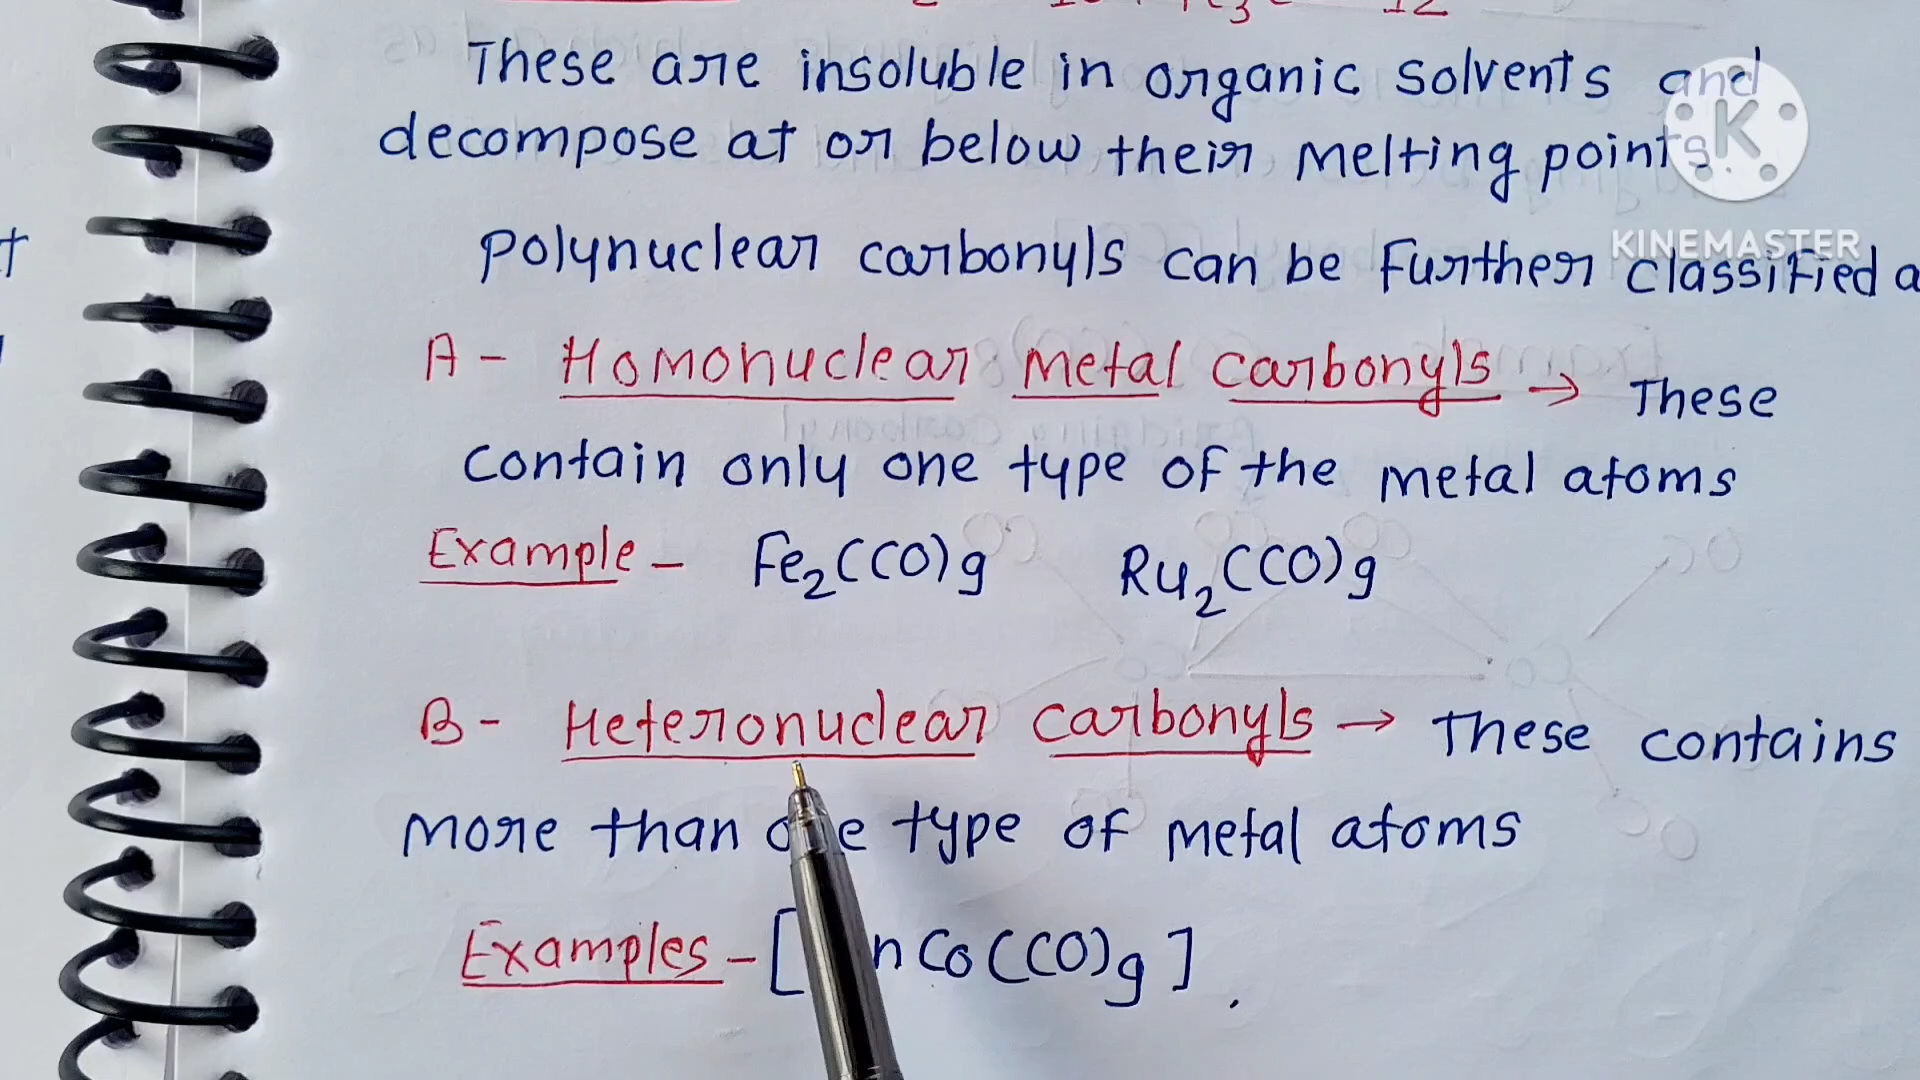 These are insoluble in organic solvents and
decompose at or below their melting points.
KINEMASTER
Polynuclear carbonyls can be Further classified a
A - Homonuclear metal carbonyls → These
contain only one type of the metal atoms
Example - Fe2(CO)9 Ru2(CO)9
B - Heteronuclear carbonyls → These contains
more than type of metal atoms
Examples - [ nCo(CO)9 ].